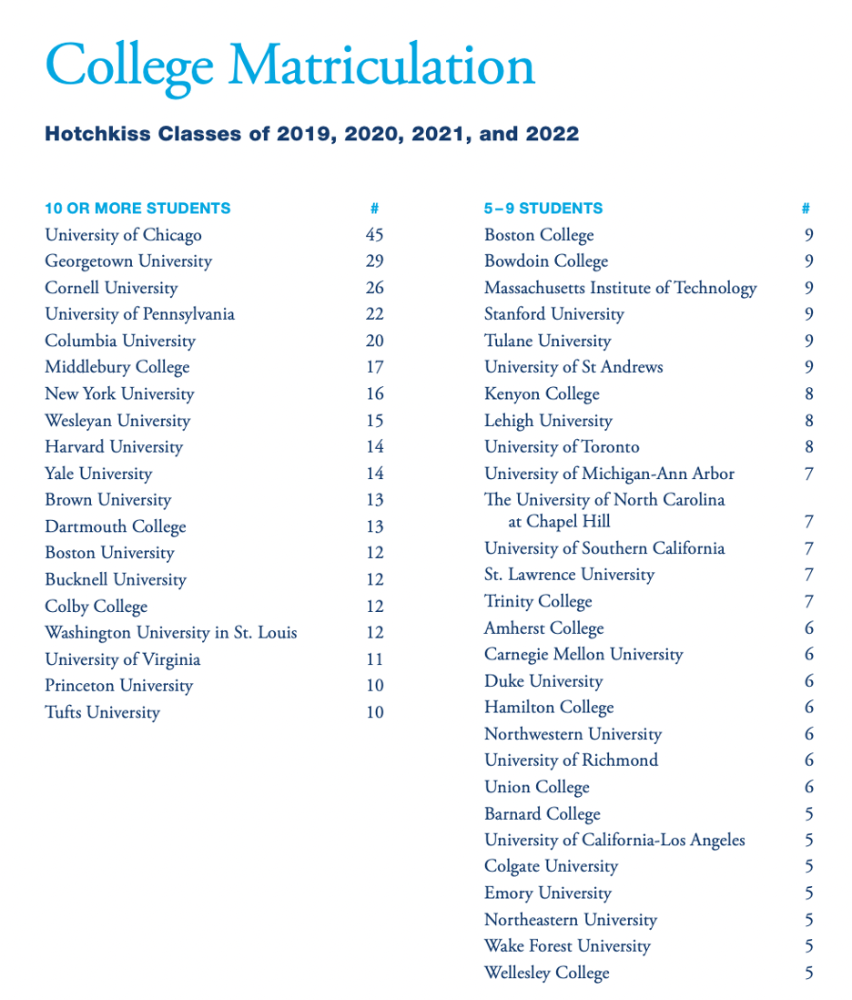 College Matriculation
Hotchkiss Classes of 2019, 2020, 2021, and 2022
10 OR MORE STUDENTS #
University of Chicago 45
Georgetown University 29
Cornell University 26
University of Pennsylvania 22
Columbia University 20
Middlebury College 17
New York University 16
Wesleyan University 15
Harvard University 14
Yale University 14
Brown University 13
Dartmouth College 13
Boston University 12
Bucknell University 12
Colby College 12
Washington University in St. Louis 12
University of Virginia 11
Princeton University 10
Tufts University 10
5–9 STUDENTS #
Boston College 9
Bowdoin College 9
Massachusetts Institute of Technology 9
Stanford University 9
Tulane University 9
University of St Andrews 9
Kenyon College 8
Lehigh University 8
University of Toronto 8
University of Michigan-Ann Arbor 7
The University of North Carolina
at Chapel Hill 7
University of Southern California 7
St. Lawrence University 7
Trinity College 7
Amherst College 6
Carnegie Mellon University 6
Duke University 6
Hamilton College 6
Northwestern University 6
University of Richmond 6
Union College 6
Barnard College 5
University of California-Los Angeles 5
Colgate University 5
Emory University 5
Northeastern University 5
Wake Forest University 5
Wellesley College 5